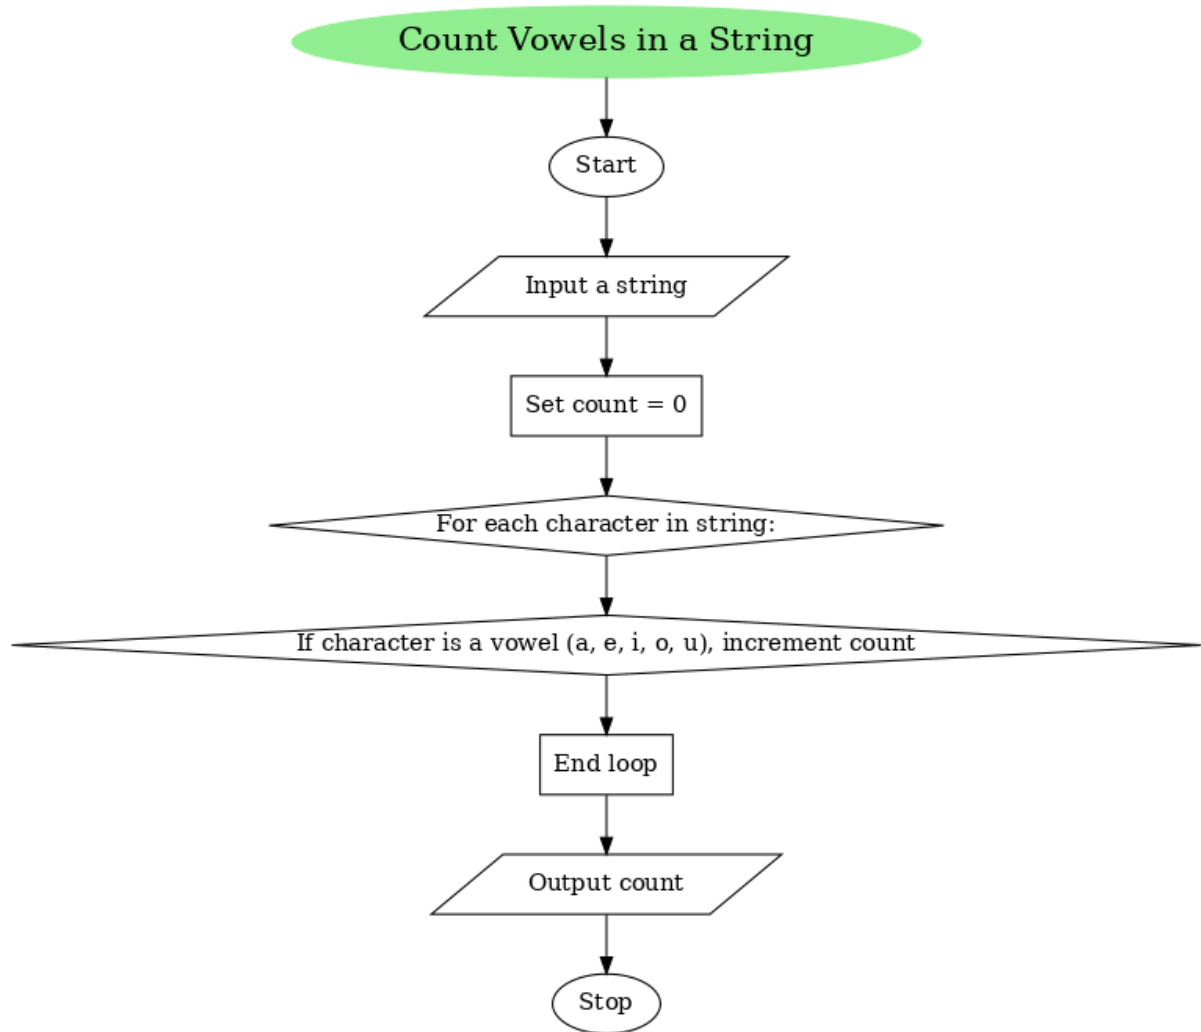 Count Vowels in a String
Start
Input a string
Set count = 0
For each character in string:
If character is a vowel (a, e, i, o, u), increment count
End loop
Output count
Stop